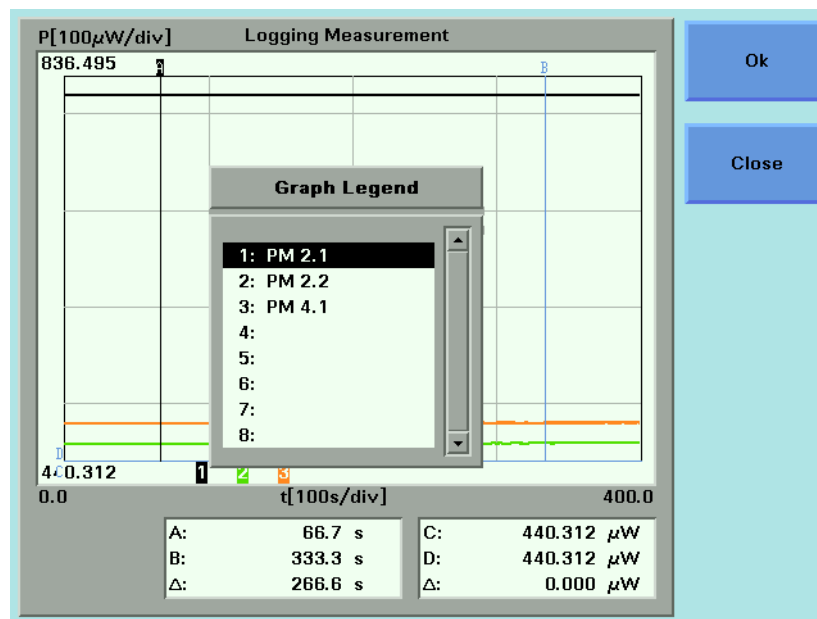 P[100μW/div] Logging Measurement
836.495 A B
Ok
Close
Graph Legend
1: PM 2.1
2: PM 2.2
3: PM 4.1
4:
5:
6:
7:
8:
D
C
440.312 1 2 3
0.0 t[100s/div] 400.0
A: 66.7 s C: 440.312 μW
B: 333.3 s D: 440.312 μW
Δ: 266.6 s Δ: 0.000 μW